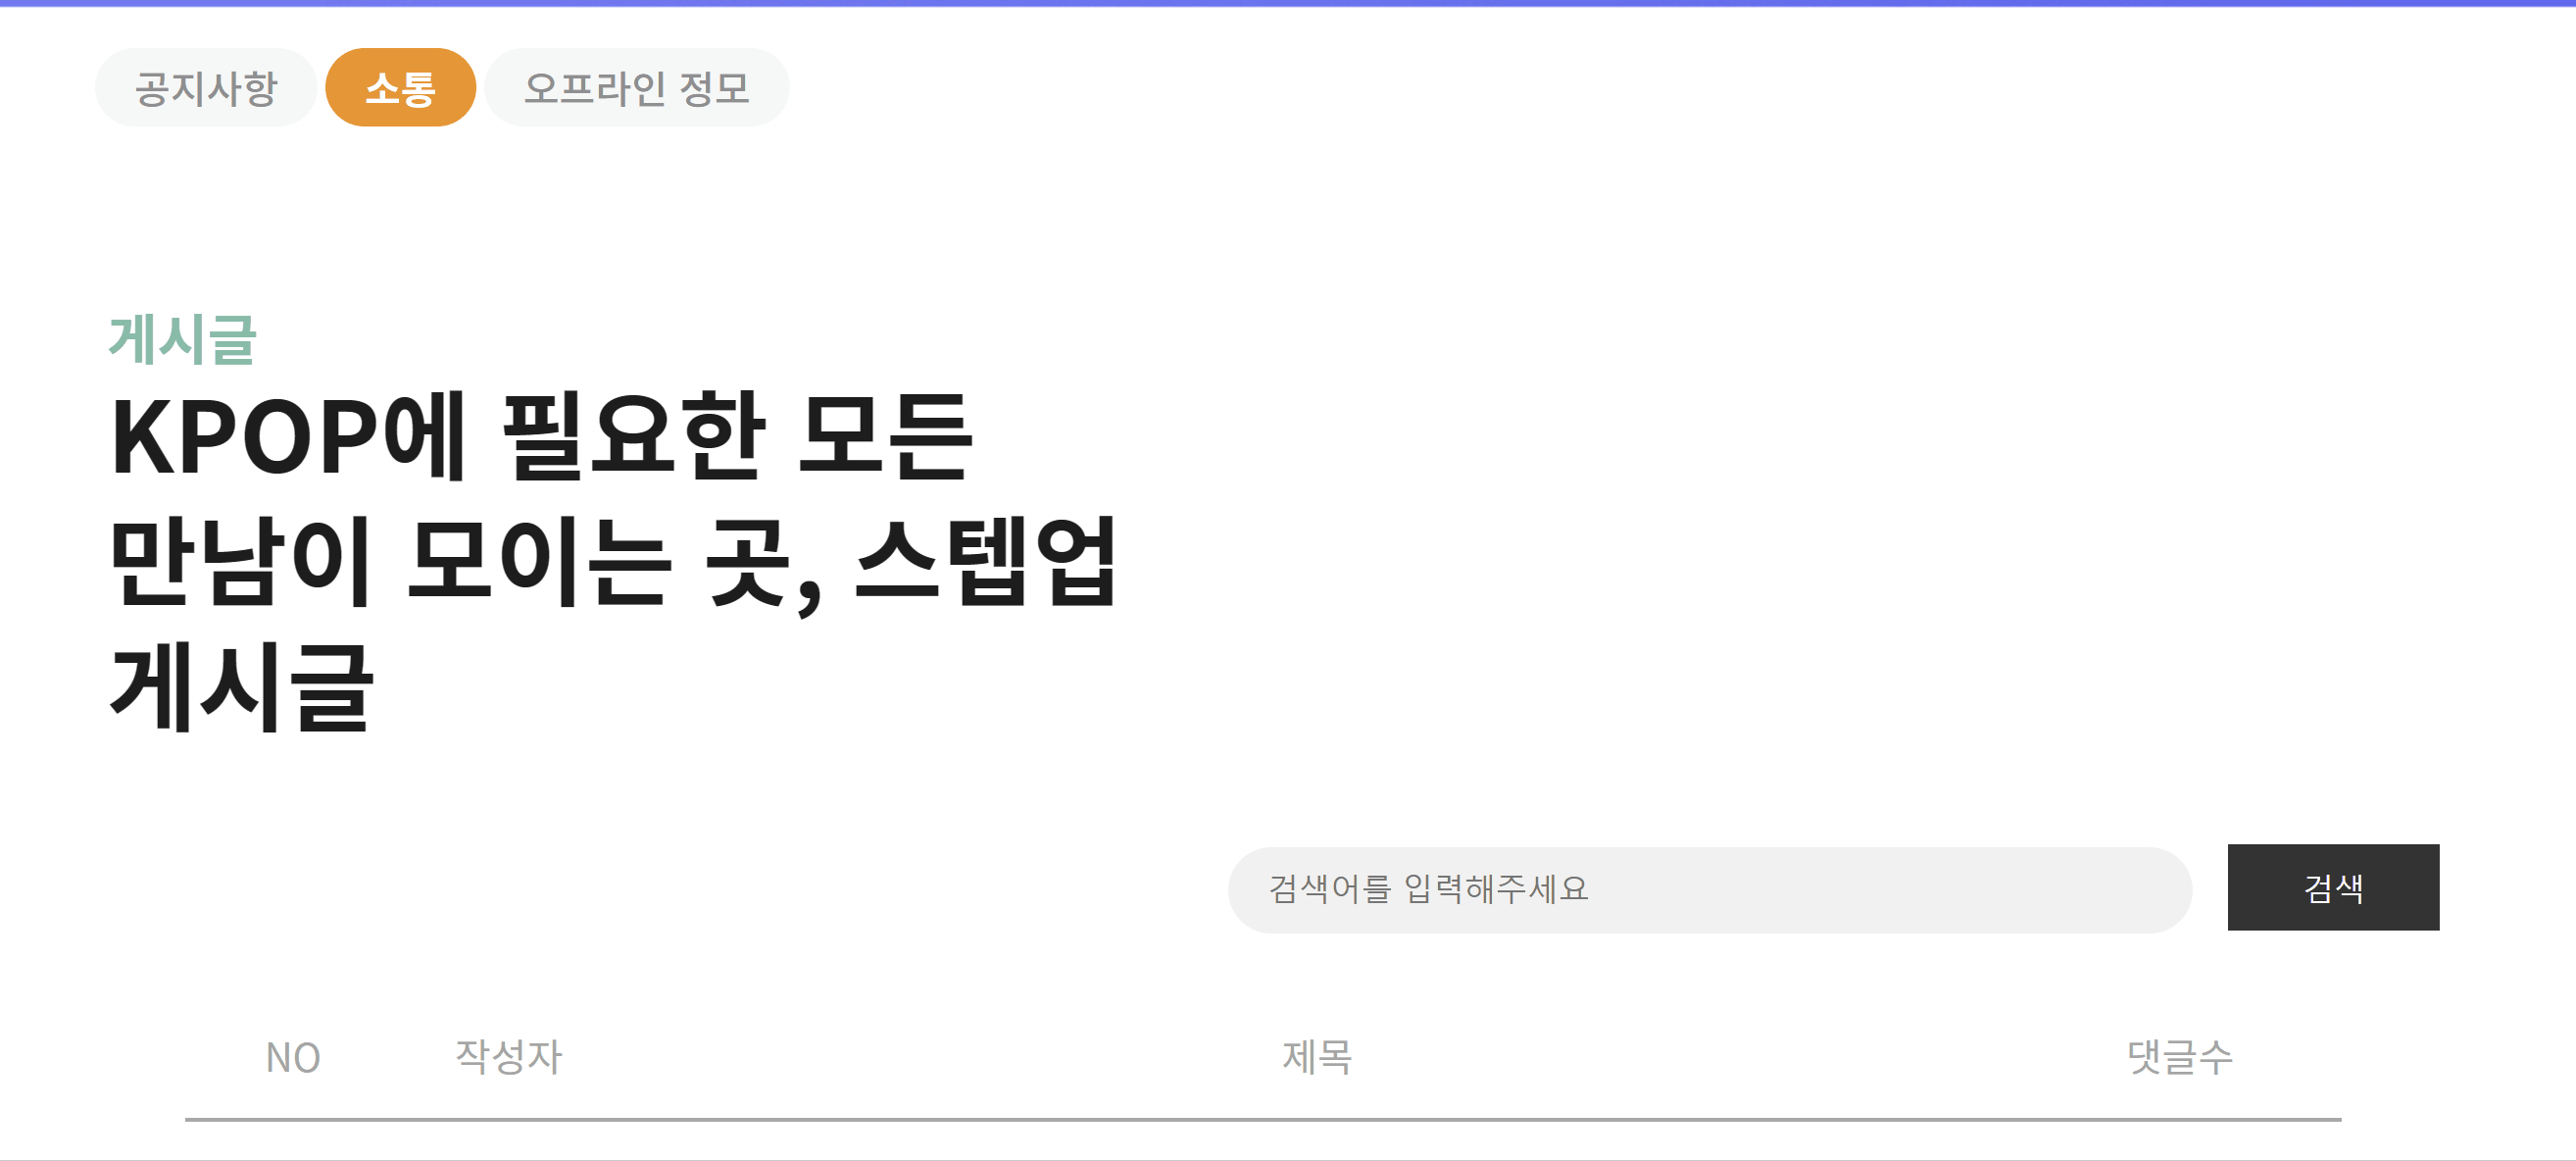 공지사항 소통 오프라인 정모
게시글
KPOP에 필요한 모든
만남이 모이는 곳, 스텝업
게시글
검색어를 입력해주세요 검색
NO 작성자 제목 댓글수